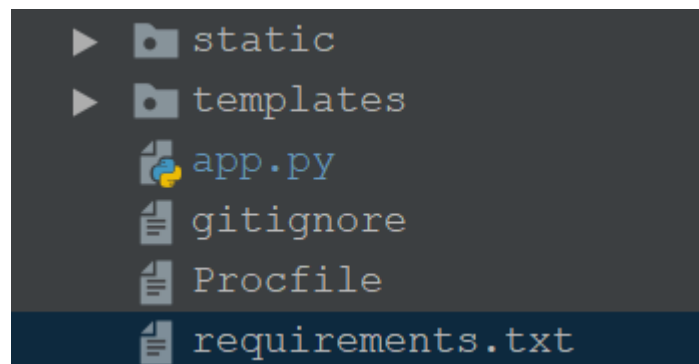 static
templates
app.py
gitignore
Procfile
requirements.txt